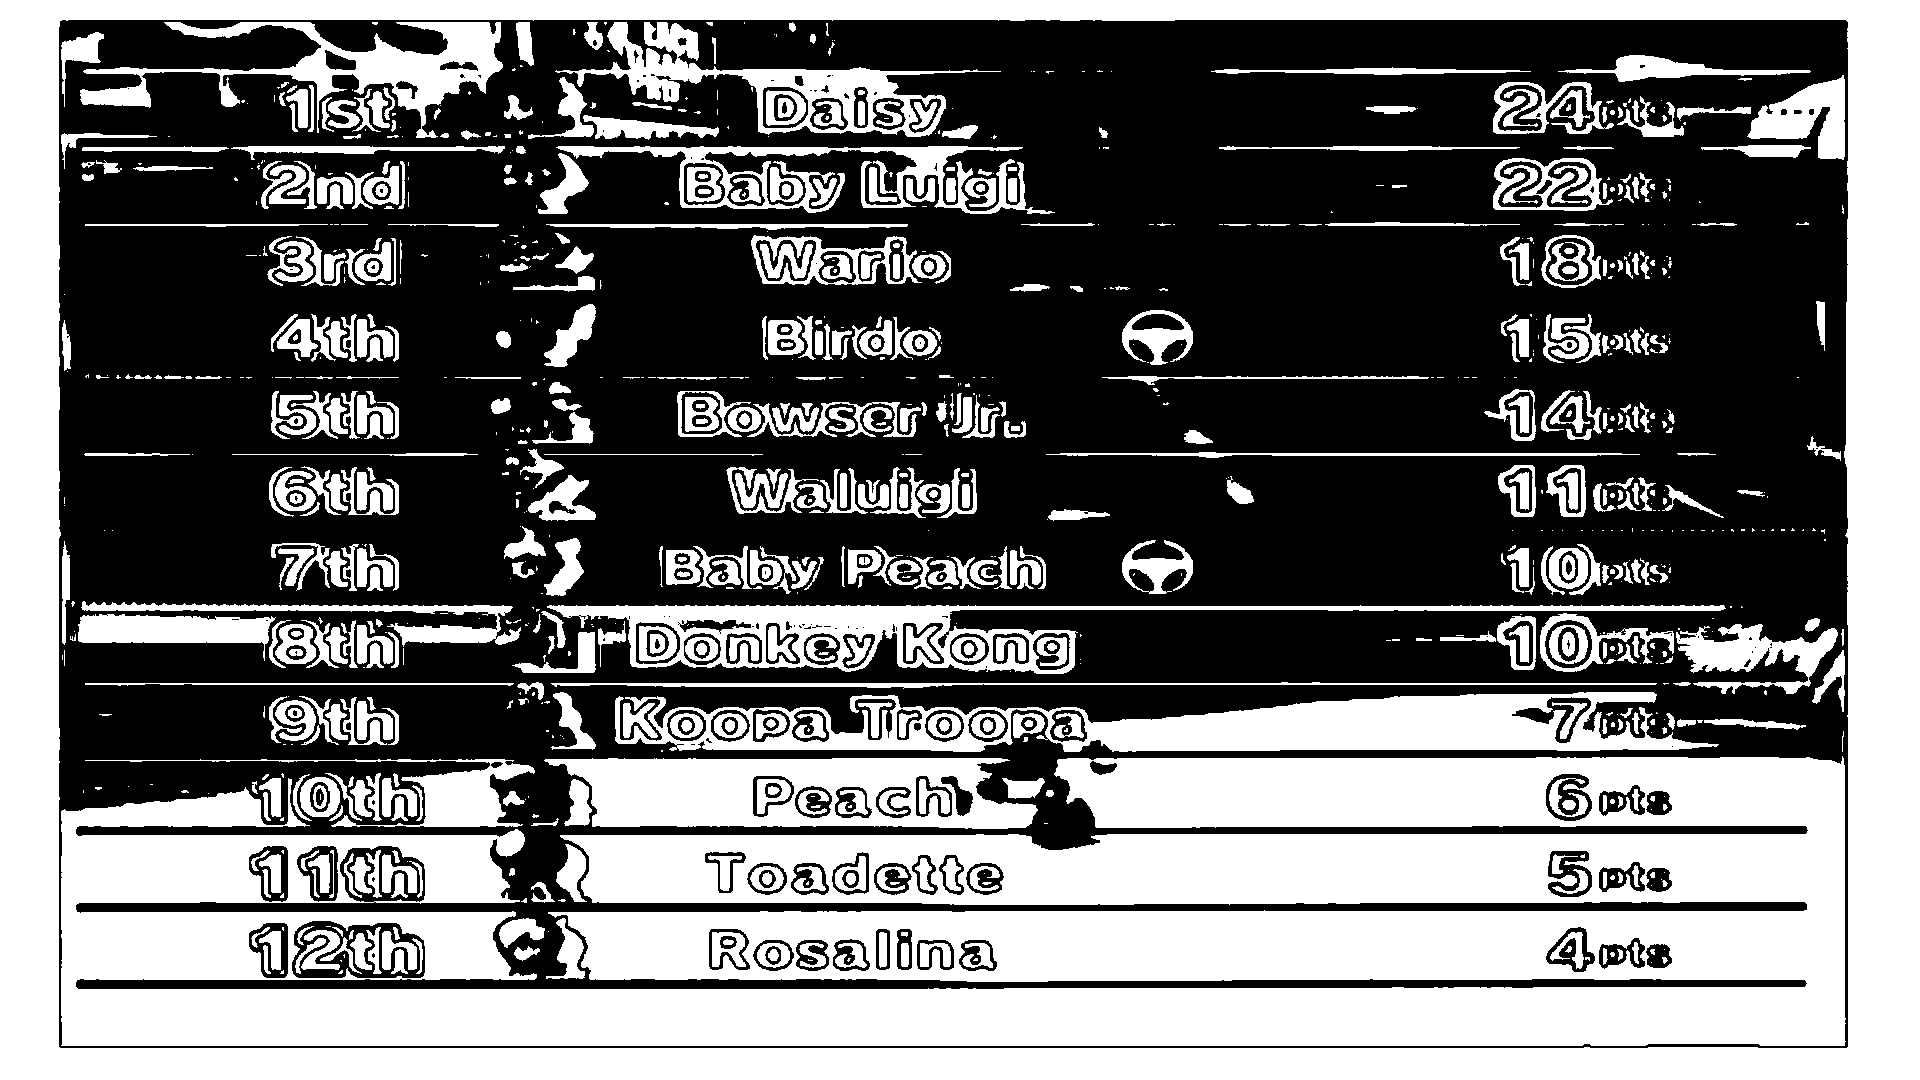 1st Daisy 24pts
2nd Baby Luigi 22pts
3rd Wario 18pts
4th Birdo 15pts
5th Bowser Jr. 14pts
6th Waluigi 11pts
7th Baby Peach 10pts
8th Donkey Kong 10pts
9th Koopa Troopa 7pts
10th Peach 6pts
11th Toadette 5pts
12th Rosalina 4pts